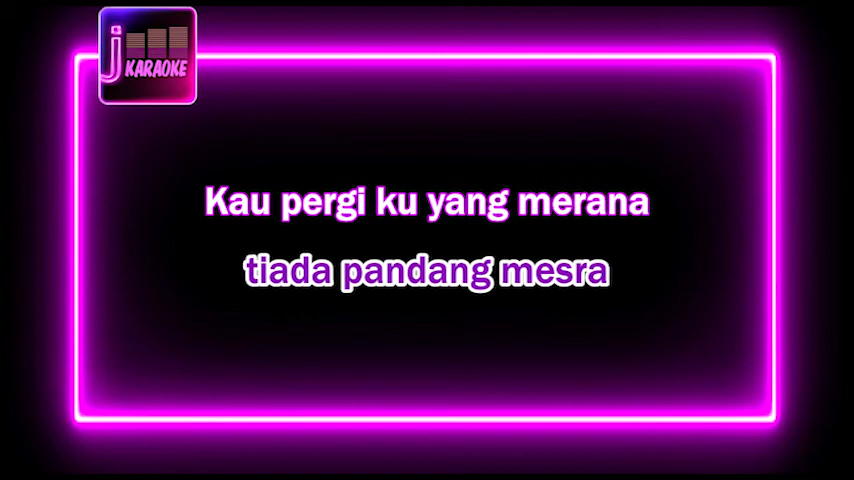 j
KARAOKE
Kau pergi ku yang merana
tiada pandang mesra